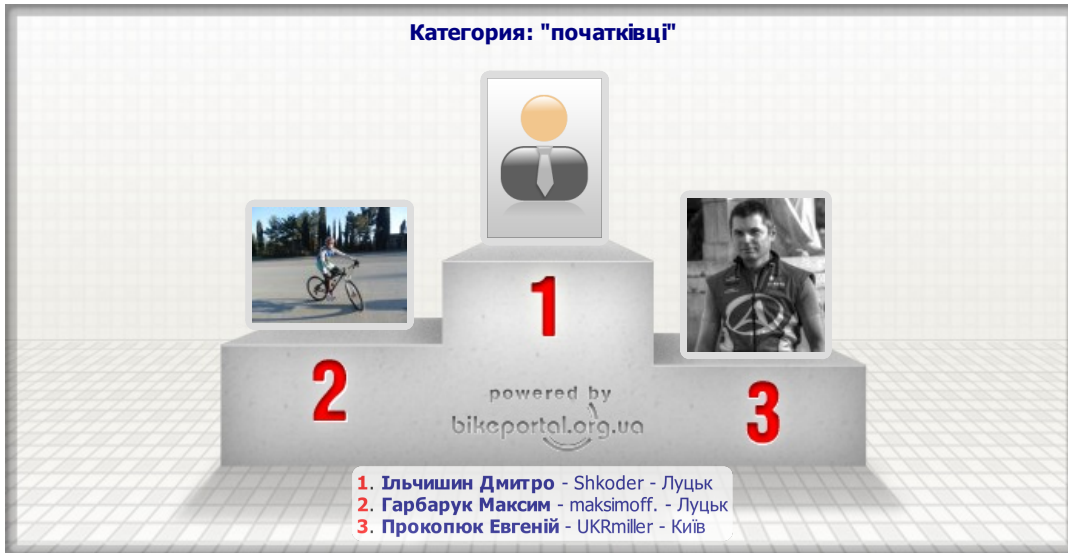 Категория: "початківці"
1
2
3
powered by
bikeportal.org.ua
1. Ільчишин Дмитро - Shkoder - Луцьк
2. Гарбарук Максим - maksimoff. - Луцьк
3. Прокопюк Евгеній - UKRmiller - Київ